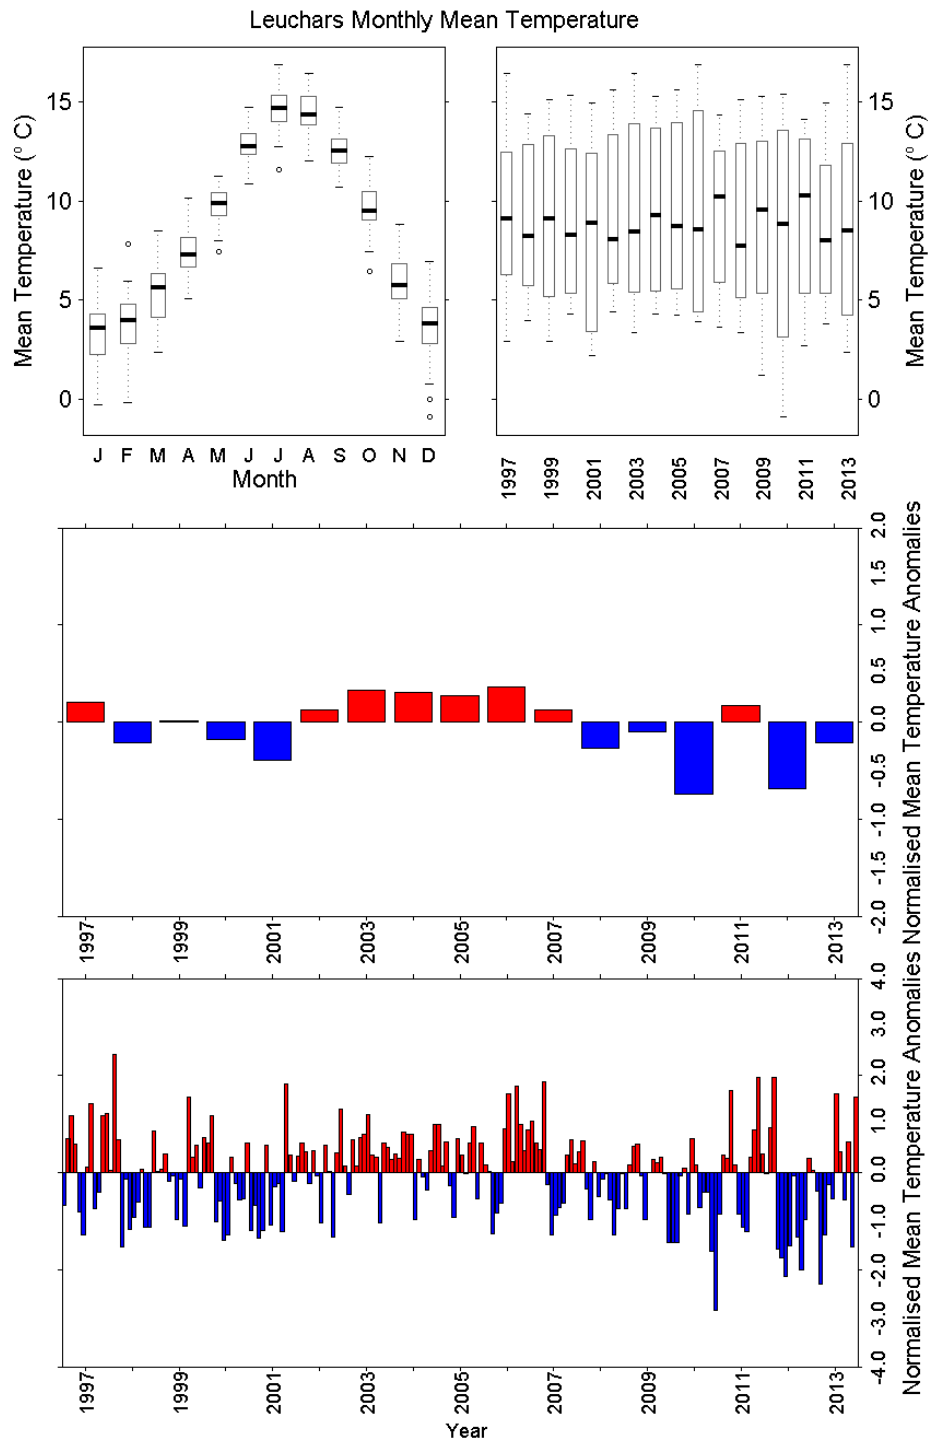 Leuchars Monthly Mean Temperature
Mean Temperature (° C)
15
10
5
0
J F M A M J J A S O N D
Month
15
10
5
0
Mean Temperature (° C)
1997 1999 2001 2003 2005 2007 2009 2011 2013
2.0
1.5
1.0
0.5
0.0
-0.5
-1.0
-1.5
-2.0
Normalised Mean Temperature Anomalies
1997 1999 2001 2003 2005 2007 2009 2011 2013
4.0
3.0
2.0
1.0
0.0
-1.0
-2.0
-3.0
-4.0
Normalised Mean Temperature Anomalies
1997 1999 2001 2003 2005 2007 2009 2011 2013
Year